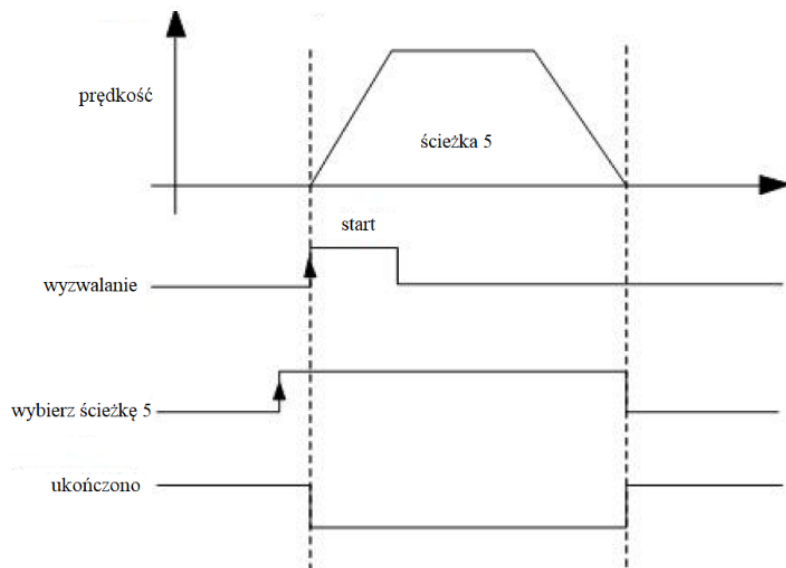 prędkość
ścieżka 5
start
wyzwalanie
wybierz ścieżkę 5
ukończono